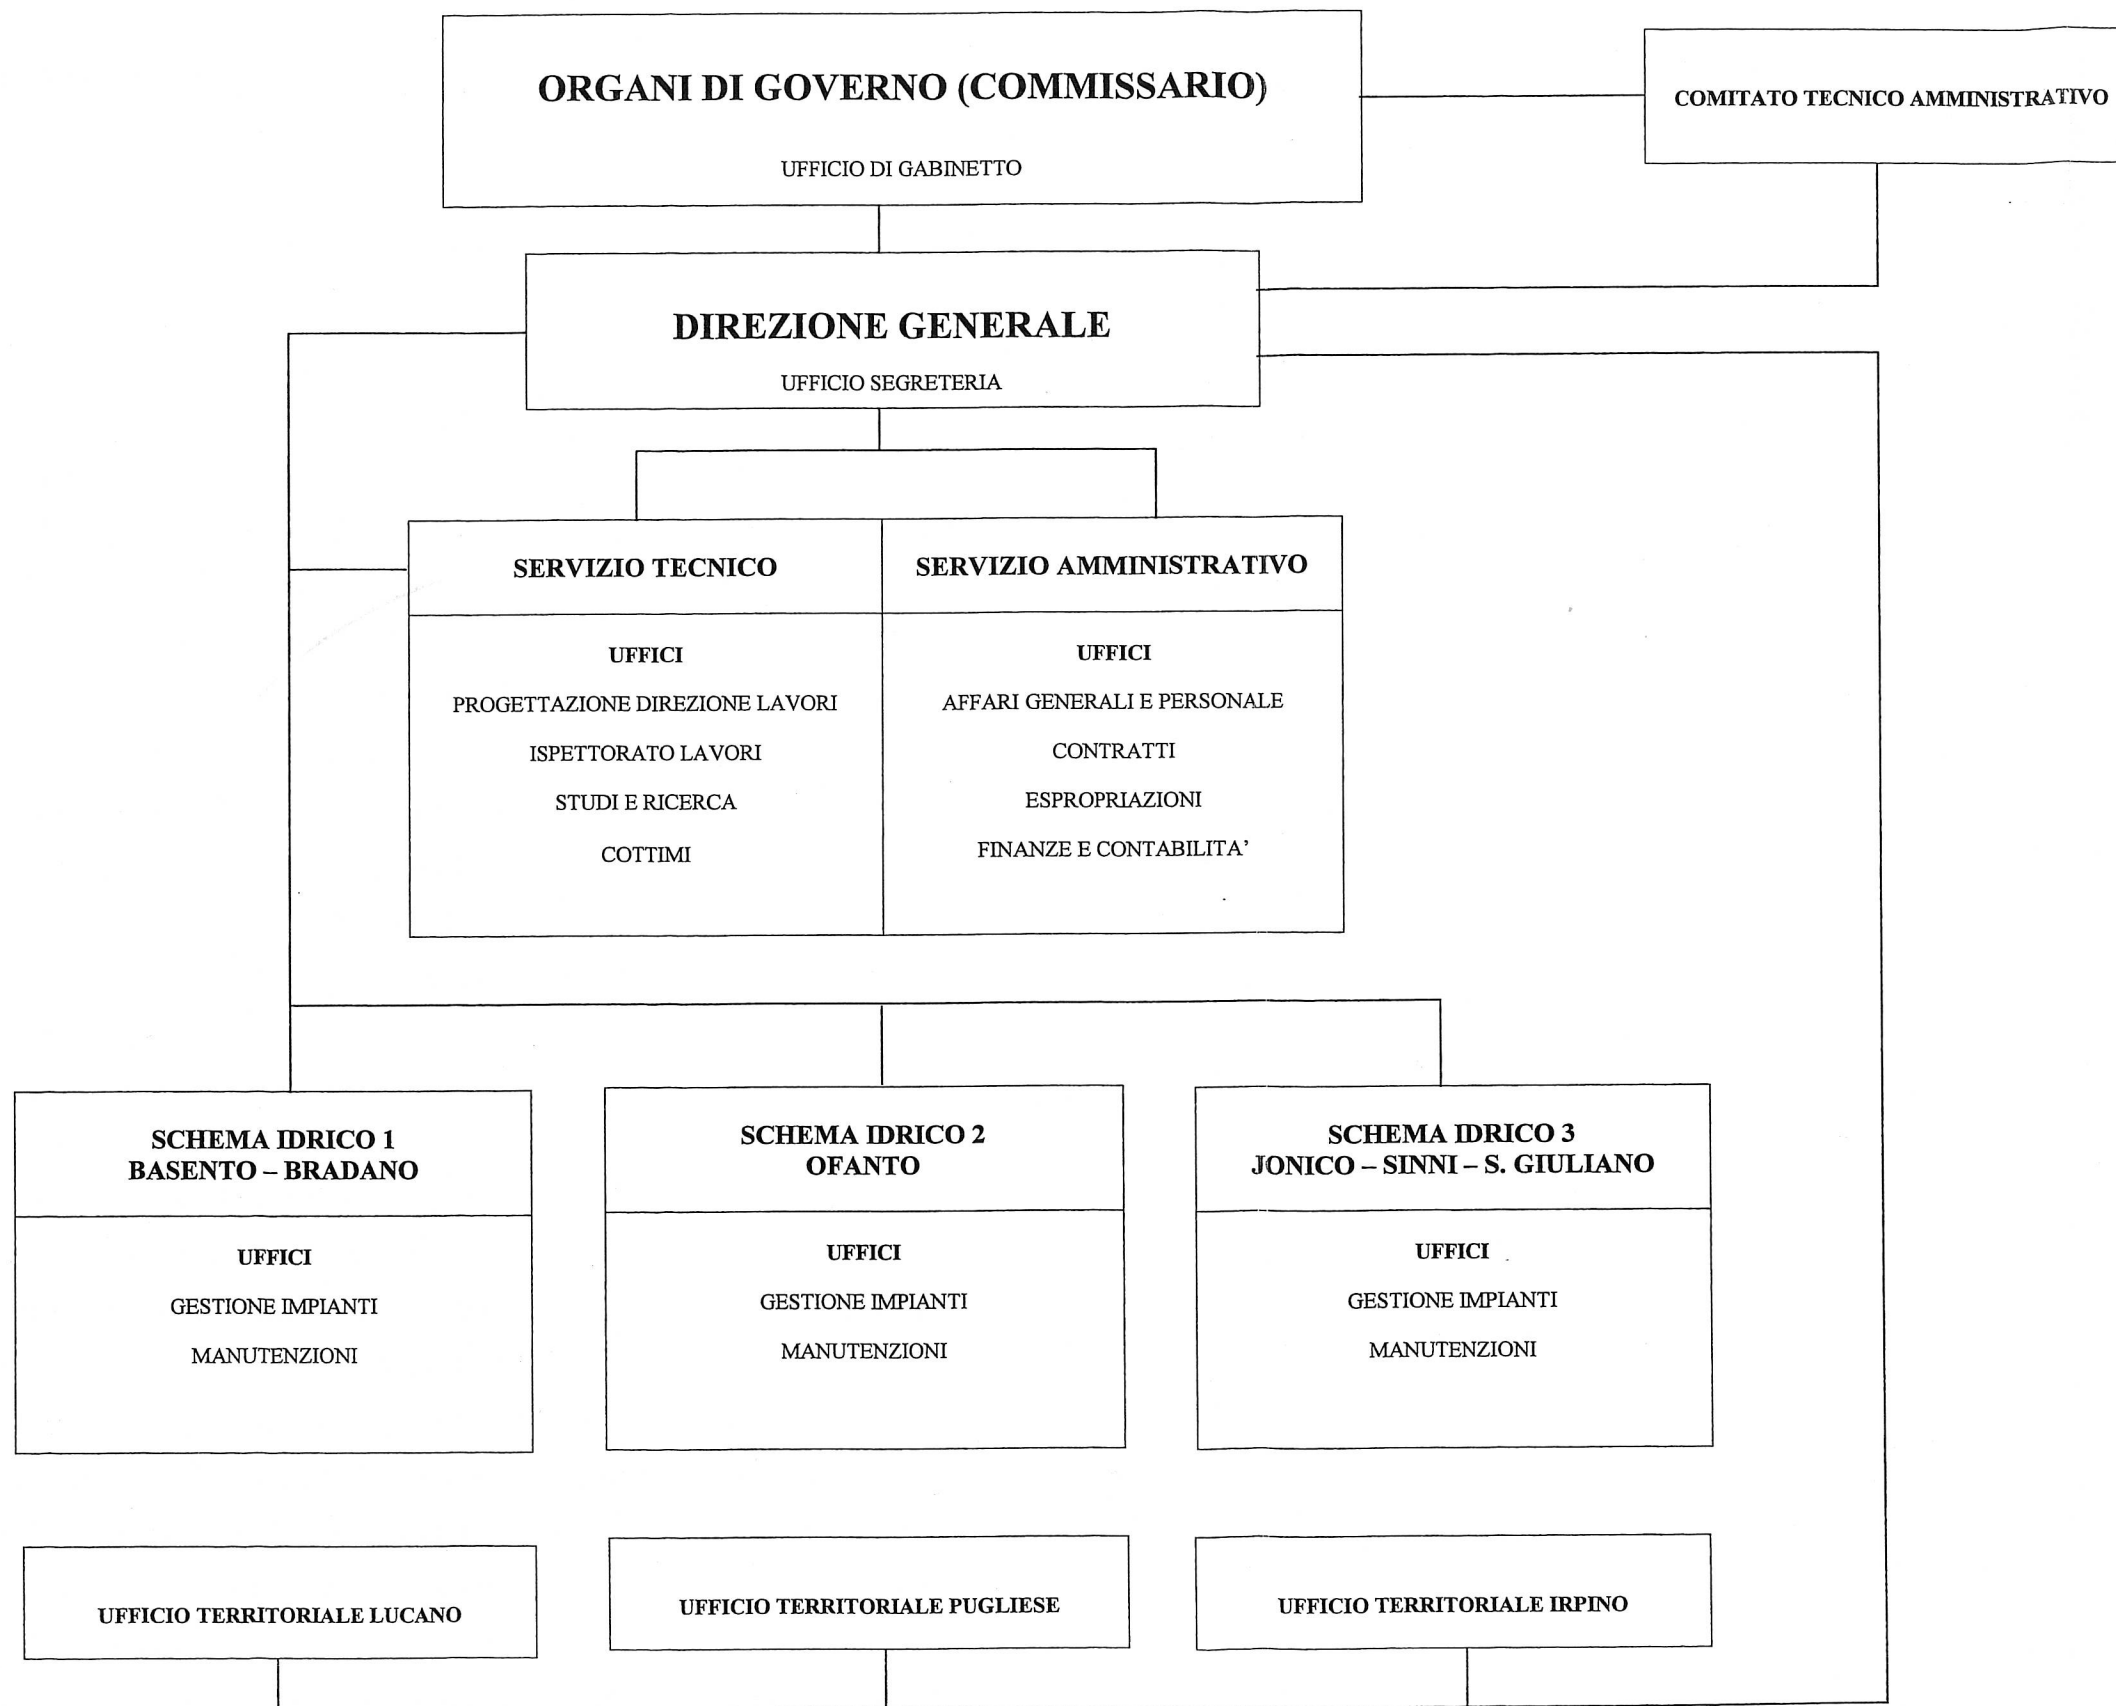 ORGANI DI GOVERNO (COMMISSARIO)
UFFICIO DI GABINETTO
COMITATO TECNICO AMMINISTRATIVO
DIREZIONE GENERALE
UFFICIO SEGRETERIA
SERVIZIO TECNICO
UFFICI
PROGETTAZIONE DIREZIONE LAVORI
ISPETTORATO LAVORI
STUDI E RICERCA
COTTIMI
SERVIZIO AMMINISTRATIVO
UFFICI
AFFARI GENERALI E PERSONALE
CONTRATTI
ESPROPRIAZIONI
FINANZE E CONTABILITA’
SCHEMA IDRICO 1
BASENTO – BRADANO
UFFICI
GESTIONE IMPIANTI
MANUTENZIONI
SCHEMA IDRICO 2
OFANTO
UFFICI
GESTIONE IMPIANTI
MANUTENZIONI
SCHEMA IDRICO 3
JONICO – SINNI – S. GIULIANO
UFFICI
GESTIONE IMPIANTI
MANUTENZIONI
UFFICIO TERRITORIALE LUCANO
UFFICIO TERRITORIALE PUGLIESE
UFFICIO TERRITORIALE IRPINO